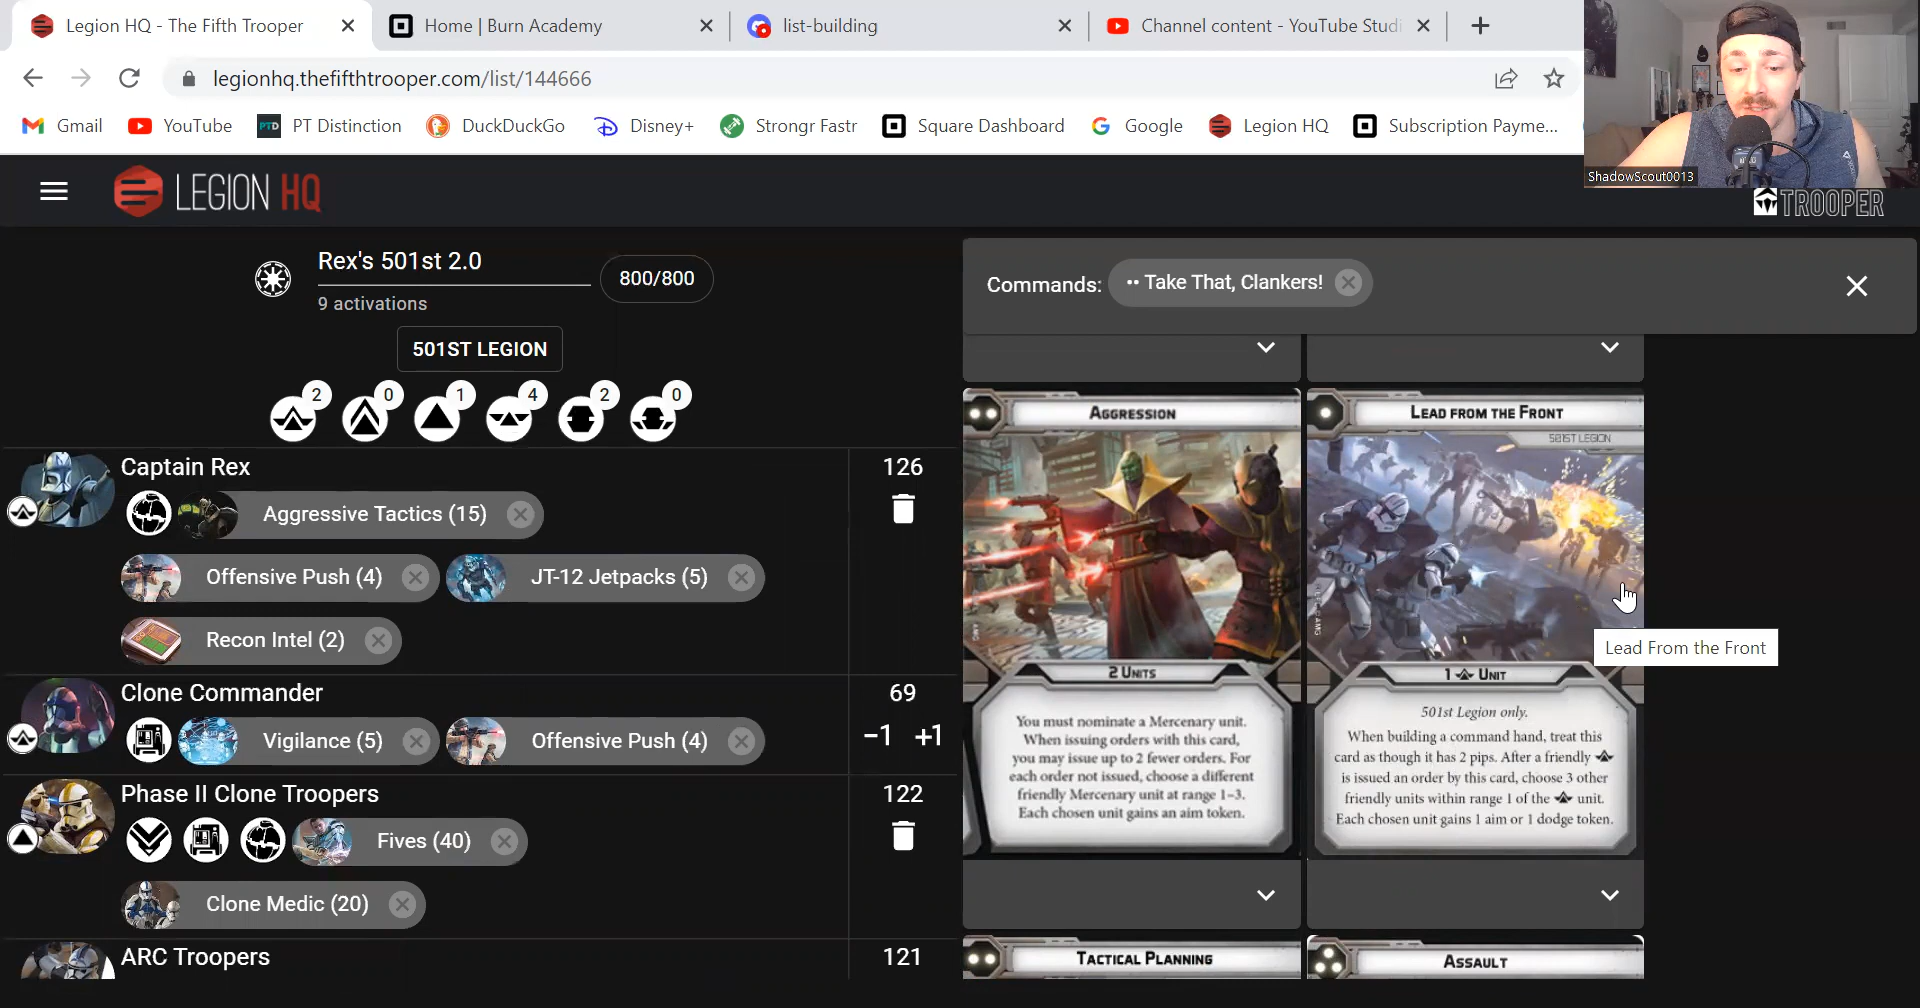 Legion HQ - The Fifth Trooper
Home | Burn Academy
list-building
Channel content - YouTube Studi
legionhq.thefifthtrooper.com/list/144666
Gmail
YouTube
PTD PT Distinction
DuckDuckGo
Disney+
Strongr Fastr
Square Dashboard
Google
Legion HQ
Subscription Payme...
ShadowScout0013
LEGION HQ
TROOPER
Rex's 501st 2.0
800/800
9 activations
501ST LEGION
2 0 1 4 2 0
Captain Rex
126
Aggressive Tactics (15)
Offensive Push (4)
JT-12 Jetpacks (5)
Recon Intel (2)
Clone Commander
69
Vigilance (5)
Offensive Push (4)
−1 +1
Phase II Clone Troopers
122
Fives (40)
Clone Medic (20)
ARC Troopers
121
Commands:
•• Take That, Clankers!
AGGRESSION
2 UNITS
You must nominate a Mercenary unit.
When issuing orders with this card,
you may issue up to 2 fewer orders. For
each order not issued, choose a different
friendly Mercenary unit at range 1–3.
Each chosen unit gains an aim token.
LEAD FROM THE FRONT
501ST LEGION
Lead From the Front
1 UNIT
501st Legion only.
When building a command hand, treat this
card as though it has 2 pips. After a friendly
is issued an order by this card, choose 3 other
friendly units within range 1 of the unit.
Each chosen unit gains 1 aim or 1 dodge token.
TACTICAL PLANNING
ASSAULT